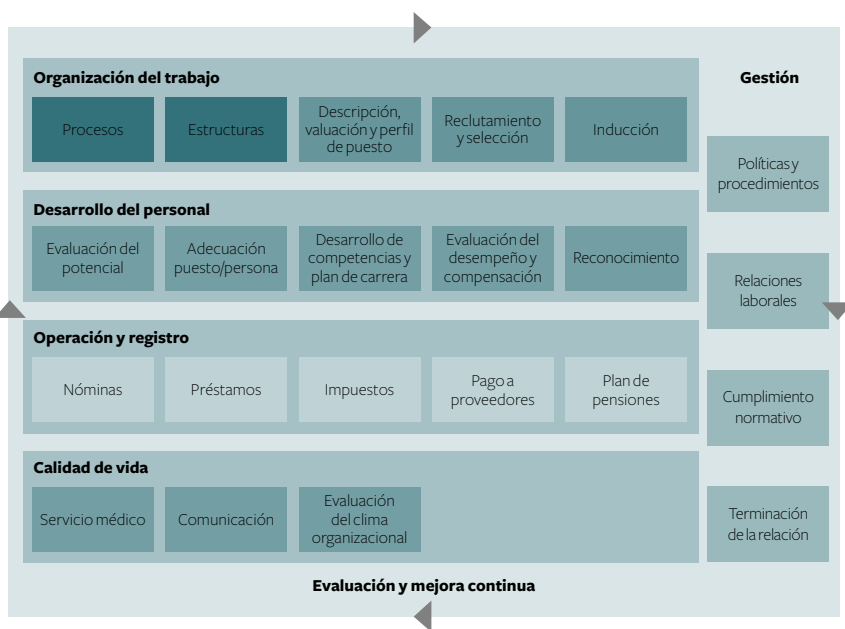 Organización del trabajo
Procesos
Estructuras
Descripción,
valuación y perfil
de puesto
Reclutamiento
y selección
Inducción
Desarrollo del personal
Evaluación del
potencial
Adecuación
puesto/persona
Desarrollo de
competencias y
plan de carrera
Evaluación del
desempeño y
compensación
Reconocimiento
Operación y registro
Nóminas
Préstamos
Impuestos
Pago a
proveedores
Plan de
pensiones
Calidad de vida
Servicio médico
Comunicación
Evaluación
del clima
organizacional
Gestión
Políticas y
procedimientos
Relaciones
laborales
Cumplimiento
normativo
Terminación
de la relación
Evaluación y mejora continua